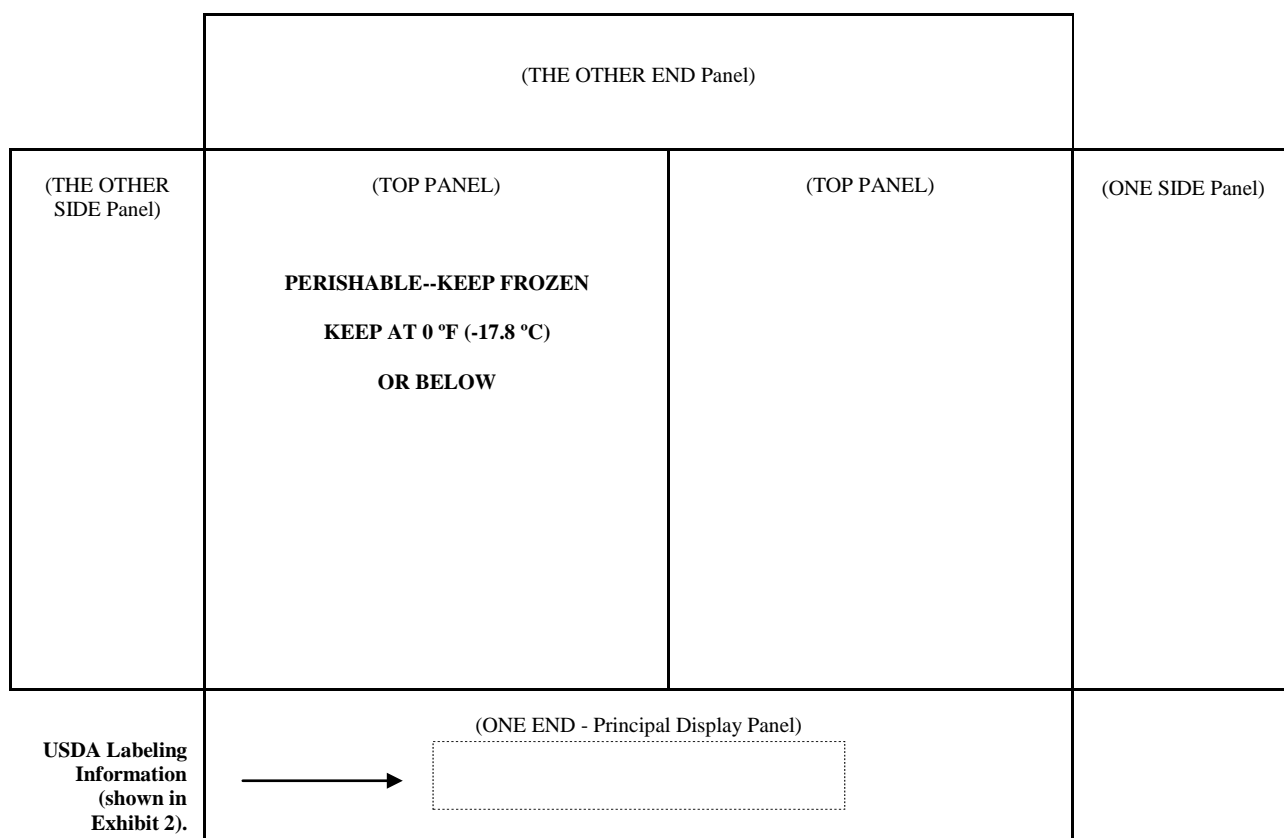 (THE OTHER END Panel)
(THE OTHER
SIDE Panel)
(TOP PANEL)
PERISHABLE--KEEP FROZEN
KEEP AT 0 ºF (-17.8 ºC)
OR BELOW
(TOP PANEL)
(ONE SIDE Panel)
(ONE END - Principal Display Panel)
USDA Labeling
Information
(shown in
Exhibit 2).